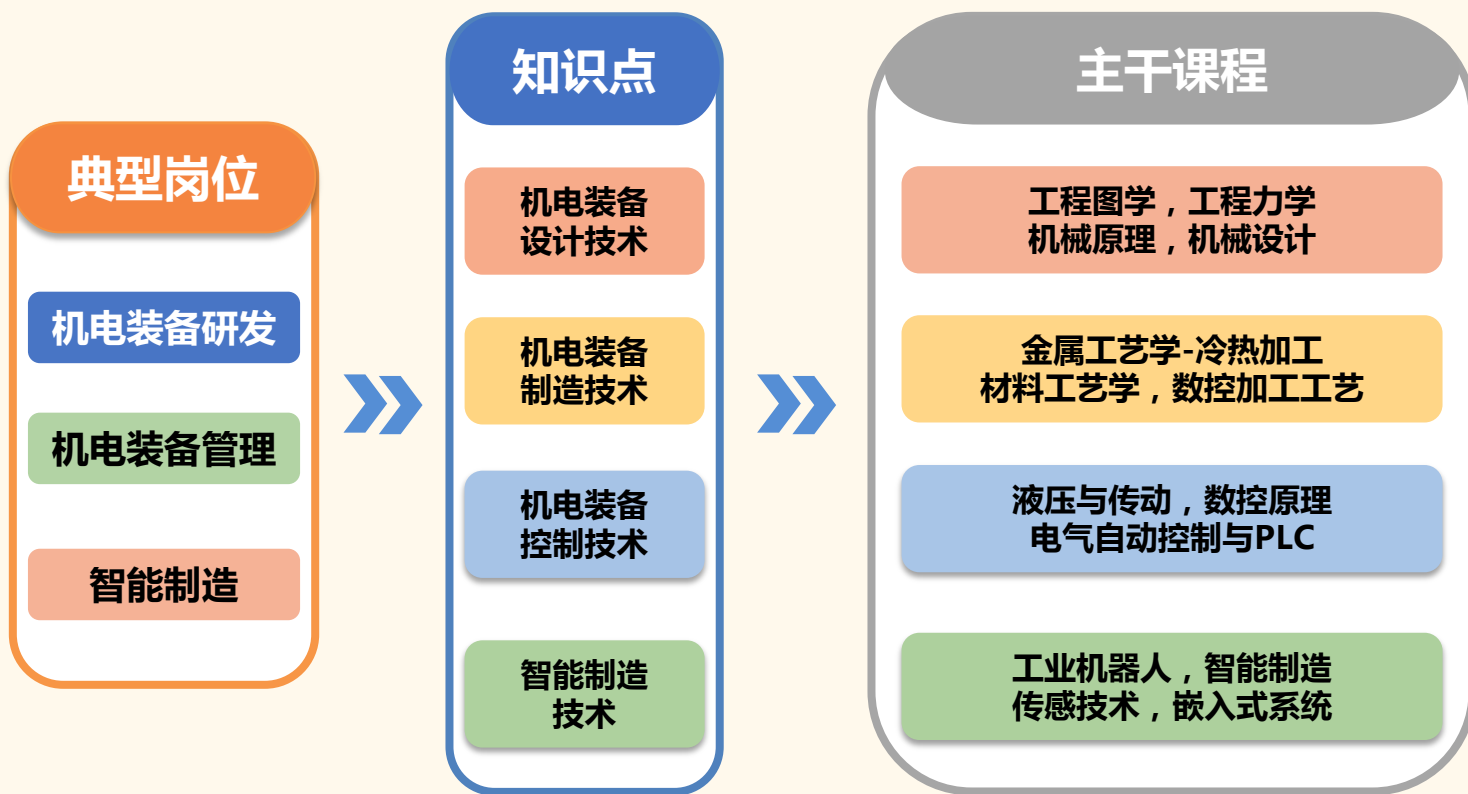 典型岗位
机电装备研发
机电装备管理
智能制造
知识点
机电装备
设计技术
机电装备
制造技术
机电装备
控制技术
智能制造
技术
主干课程
工程图学，工程力学
机械原理，机械设计
金属工艺学-冷热加工
材料工艺学，数控加工工艺
液压与传动，数控原理
电气自动控制与PLC
工业机器人，智能制造
传感技术，嵌入式系统